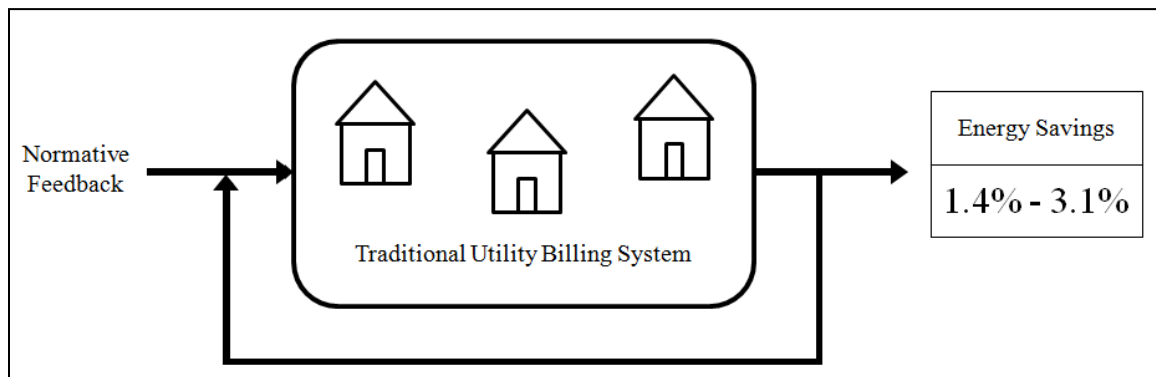 Normative
Feedback
Traditional Utility Billing System
Energy Savings
1.4% - 3.1%